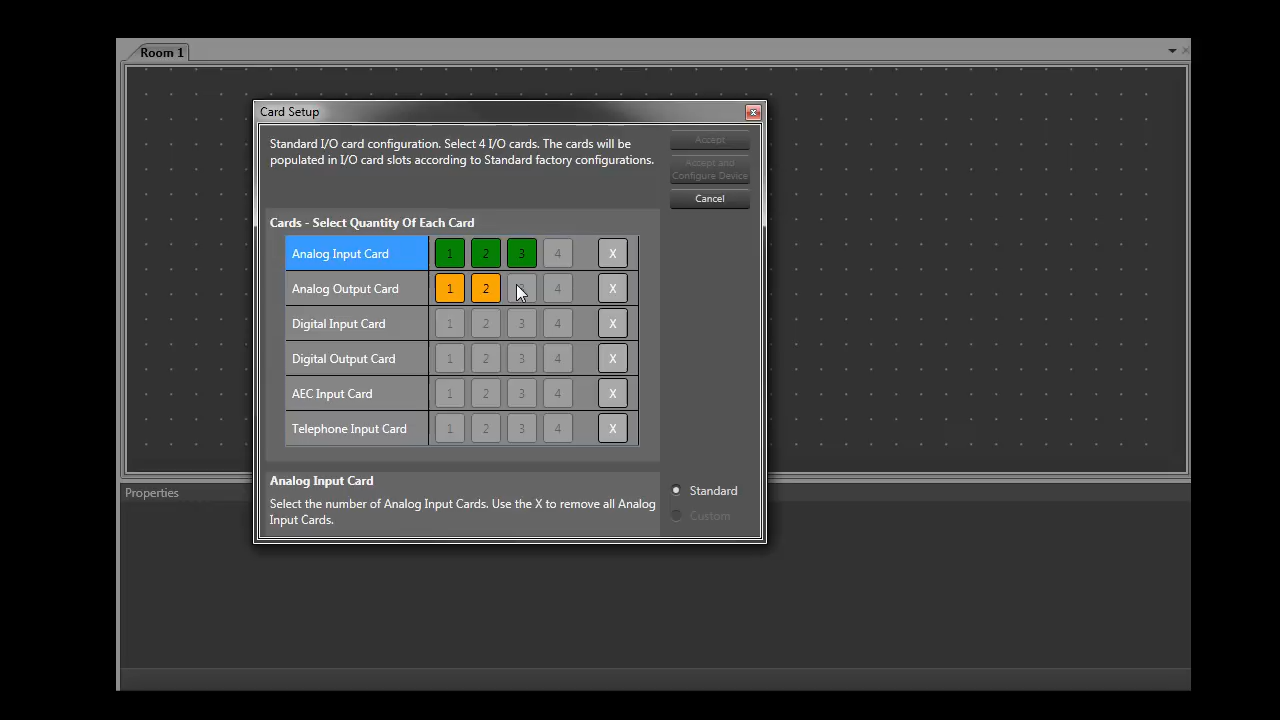 Room 1
Card Setup
Standard I/O card configuration. Select 4 I/O cards. The cards will be
populated in I/O card slots according to Standard factory configurations.
Accept
Accept and
Configure Device
Cancel
Cards - Select Quantity Of Each Card
Analog Input Card 1 2 3 4 X
Analog Output Card 1 2 4 X
Digital Input Card 1 2 3 4 X
Digital Output Card 1 2 3 4 X
AEC Input Card 1 2 3 4 X
Telephone Input Card 1 2 3 4 X
Analog Input Card
Select the number of Analog Input Cards. Use the X to remove all Analog
Input Cards.
Standard
Custom
Properties